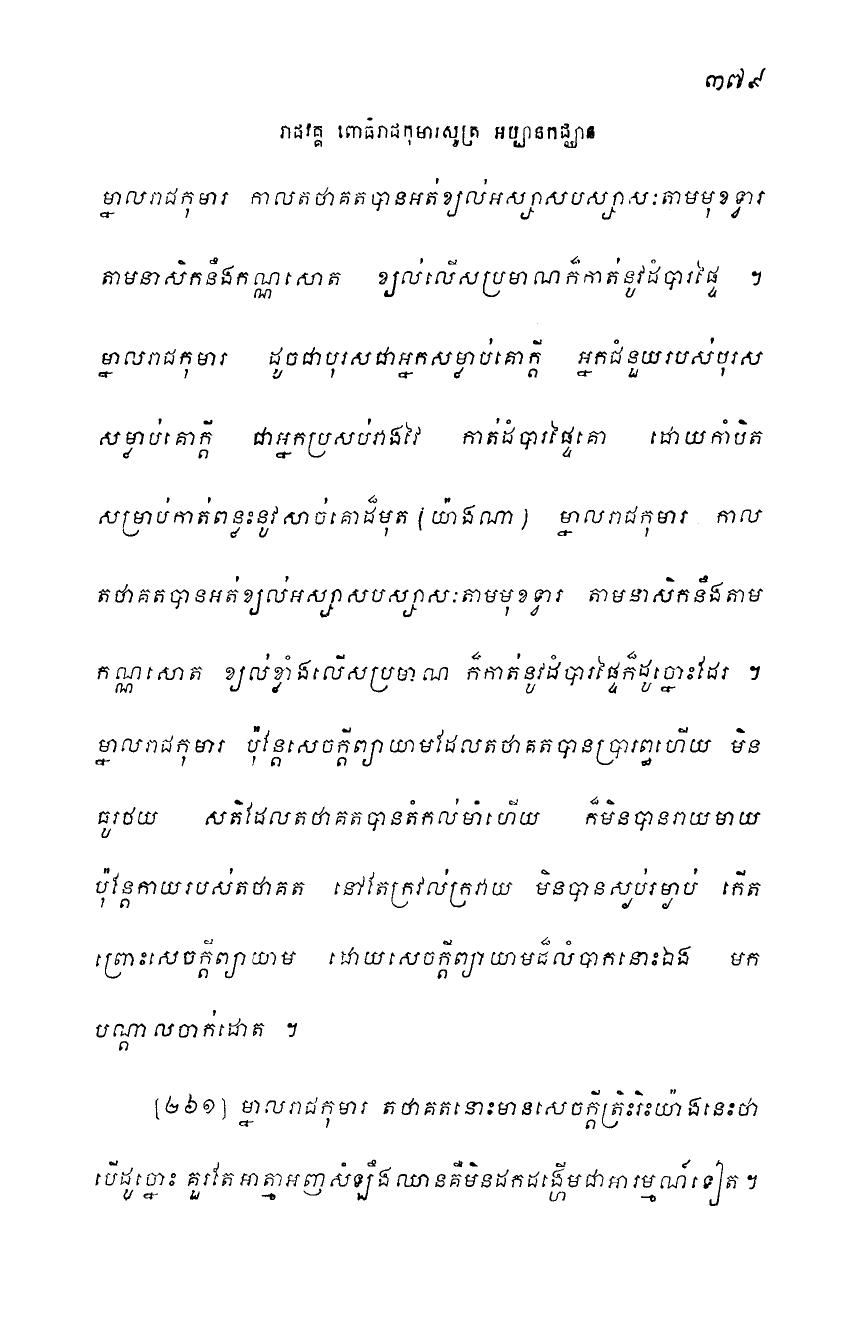 ៣៧៩
រាជវគ្គ ពោធិរាជកុមារសូត្រ អប្បានកជ្ឈាន
ម្នាលរាជកុមារ កាលតថាគតបានអត់ខ្យល់អស្សាសបស្សាសៈតាមមុខទ្វារ
តាមនាសិកនឹងកណ្ណសោត ខ្យល់លើសប្រមាណក៏កាត់នូវដំបារផ្ទៃ ។
ម្នាលរាជកុមារ ដូចជាបុរសជាអ្នកសម្លាប់គោក្តី អ្នកជំនួយរបស់បុរស
សម្លាប់គោក្តី ជាអ្នកប្រសប់វាងវៃ កាត់ដំបារផ្ទៃគោ ដោយកាំបិត
សម្រាប់កាត់ពន្លះនូវសាច់គោដ៏មុត (យ៉ាងណា) ម្នាលរាជកុមារ កាល
តថាគតបានអត់ខ្យល់អស្សាសបស្សាសៈតាមមុខទ្វារ តាមនាសិកនឹងតាម
កណ្ណសោត ខ្យល់ខ្លាំងលើសប្រមាណ ក៏កាត់នូវដំបារផ្ទៃក៏ដូច្នោះដែរ ។
ម្នាលរាជកុមារ ប៉ុន្តែសេចក្តីព្យាយាមដែលតថាគតបានប្រារព្ធហើយ មិន
ធូរថយ សតិដែលតថាគតបានតំកល់មាំហើយ ក៏មិនបានរាយមាយ
ប៉ុន្តែកាយរបស់តថាគត នៅតែក្រវល់ក្រវាយ មិនបានស្ងប់រម្ងាប់ កើត
ព្រោះសេចក្តីព្យាយាម ដោយសេចក្តីព្យាយាមដ៏លំបាកនោះឯង មក
បណ្តាលចាក់ដោត ។
(២៦១) ម្នាលរាជកុមារ តថាគតនោះមានសេចក្តីត្រិះរិះយ៉ាងនេះថា
បើដូច្នោះ គួរតែអាត្មាអញសំឡឹងឈានគឺមិនដកដង្ហើមជាអារម្មណ៍ទៀត ។